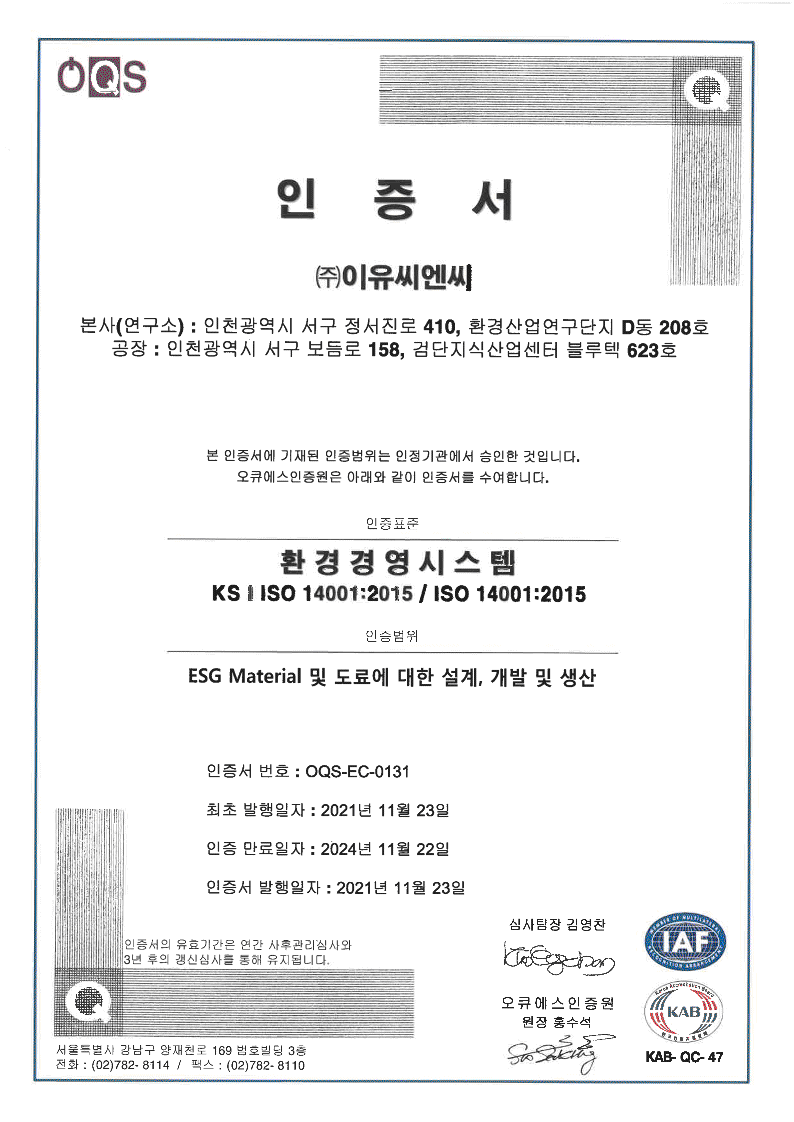 OQS
Q
인 증 서
㈜이유씨엔씨
본사(연구소) : 인천광역시 서구 정서진로 410, 환경산업연구단지 D동 208호
공장 : 인천광역시 서구 보듬로 158, 검단지식산업센터 블루텍 623호
본 인증서에 기재된 인증범위는 인정기관에서 승인한 것입니다.
오큐에스인증원은 아래와 같이 인증서를 수여합니다.
인증표준
환경경영시스템
KS I ISO 14001:2015 / ISO 14001:2015
인증범위
ESG Material 및 도료에 대한 설계, 개발 및 생산
인증서 번호 : OQS-EC-0131
최초 발행일자 : 2021년 11월 23일
인증 만료일자 : 2024년 11월 22일
인증서 발행일자 : 2021년 11월 23일
인증서의 유효기간은 연간 사후관리심사와
3년 후의 갱신심사를 통해 유지됩니다.
Q
서울특별시 강남구 양재천로 169 범호빌딩 3층
전화 : (02)782- 8114 / 팩스 : (02)782- 8110
심사팀장 김영찬
오큐에스인증원
원장 홍수석
MEMBER OF MULTILATERAL
IAF
RECOGNITION ARRANGEMENT
Korea Accreditation Board
KAB
KAB- QC- 47